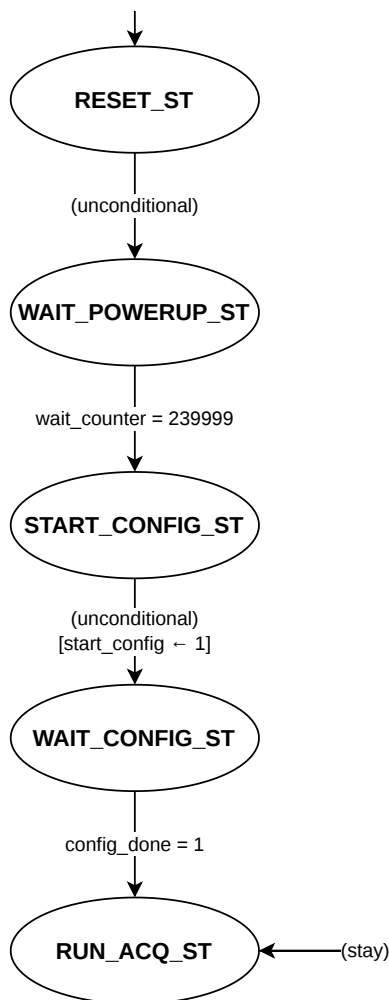 RESET_ST
(unconditional)
WAIT_POWERUP_ST
wait_counter = 239999
START_CONFIG_ST
(unconditional)
[start_config ← 1]
WAIT_CONFIG_ST
config_done = 1
RUN_ACQ_ST
(stay)